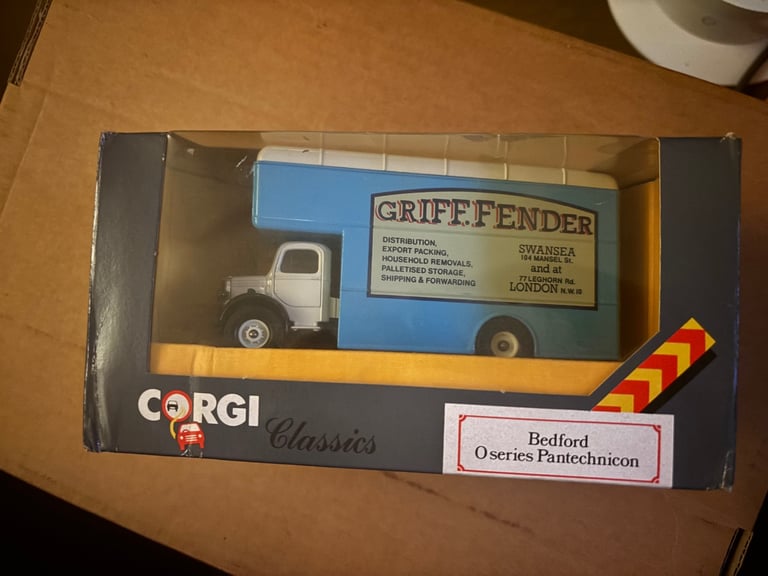 GRIFF.FENDER
DISTRIBUTION,
EXPORT PACKING,
HOUSEHOLD REMOVALS,
PALLETISED STORAGE,
SHIPPING & FORWARDING
SWANSEA
104 MANSEL St.
and at
77 LEGHORN Rd.
LONDON N.W.10
CORGI
Classics
Bedford
O series Pantechnicon